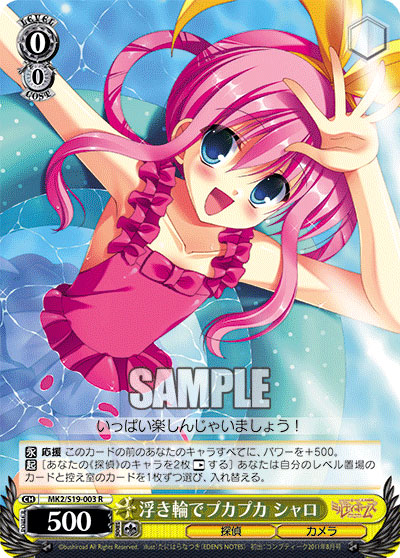 LEVEL
0
0
COST
SAMPLE
いっぱい楽しんじゃいましょう！
永 応援 このカードの前のあなたのキャラすべてに、パワーを＋500。
起 ［あなたの《探偵》のキャラを2枚 する］ あなたは自分のレベル置場の
カードと控え室のカードを1枚ずつ選び、入れ替える。
CH
MK2/S19-003 R
500
浮き輪でプカプカ シャロ
探偵
カメラ
©bushiroad All Rights Reserved. illust.たにはらなつき(EDEN'S NOTES) 初出:コンプティーク2011年8月号